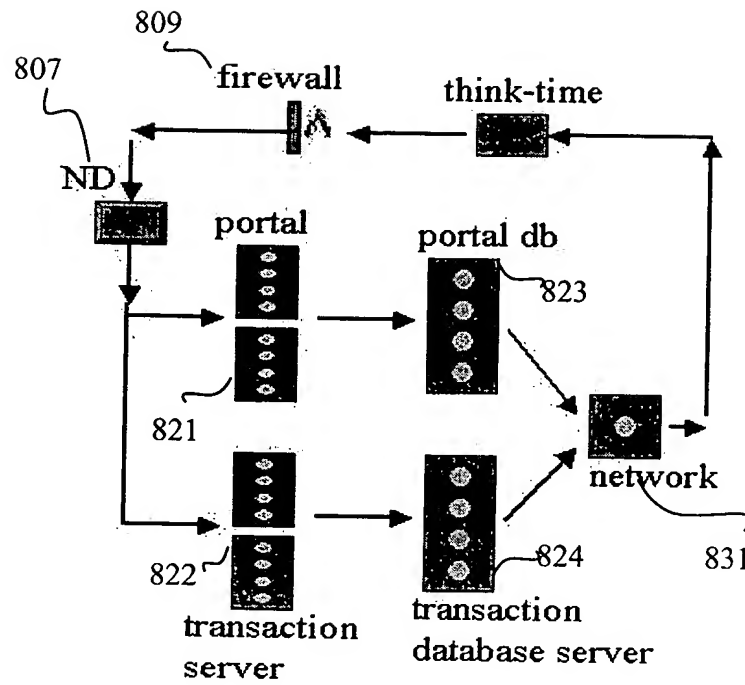 809
807
firewall
think-time
ND
portal
portal db
823
821
network
822
824
831
transaction
server
transaction
database server